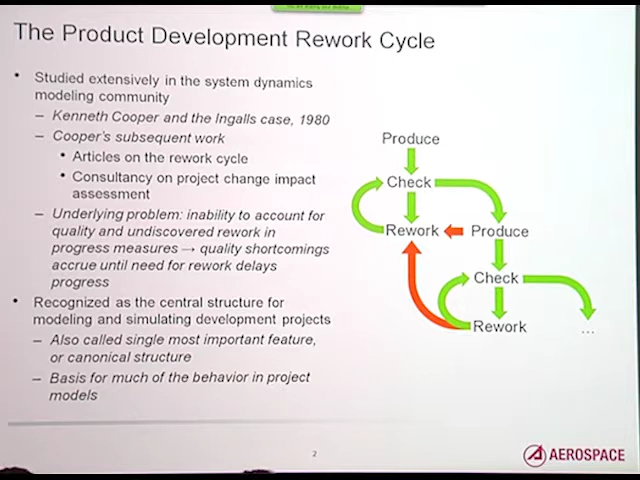 The Product Development Rework Cycle
• Studied extensively in the system dynamics
modeling community
– Kenneth Cooper and the Ingalls case, 1980
– Cooper's subsequent work
• Articles on the rework cycle
• Consultancy on project change impact
assessment
– Underlying problem: inability to account for
quality and undiscovered rework in
progress measures → quality shortcomings
accrue until need for rework delays
progress
• Recognized as the central structure for
modeling and simulating development projects
– Also called single most important feature,
or canonical structure
– Basis for much of the behavior in project
models
Produce
Check
Rework
Produce
Check
Rework
...
2
AEROSPACE